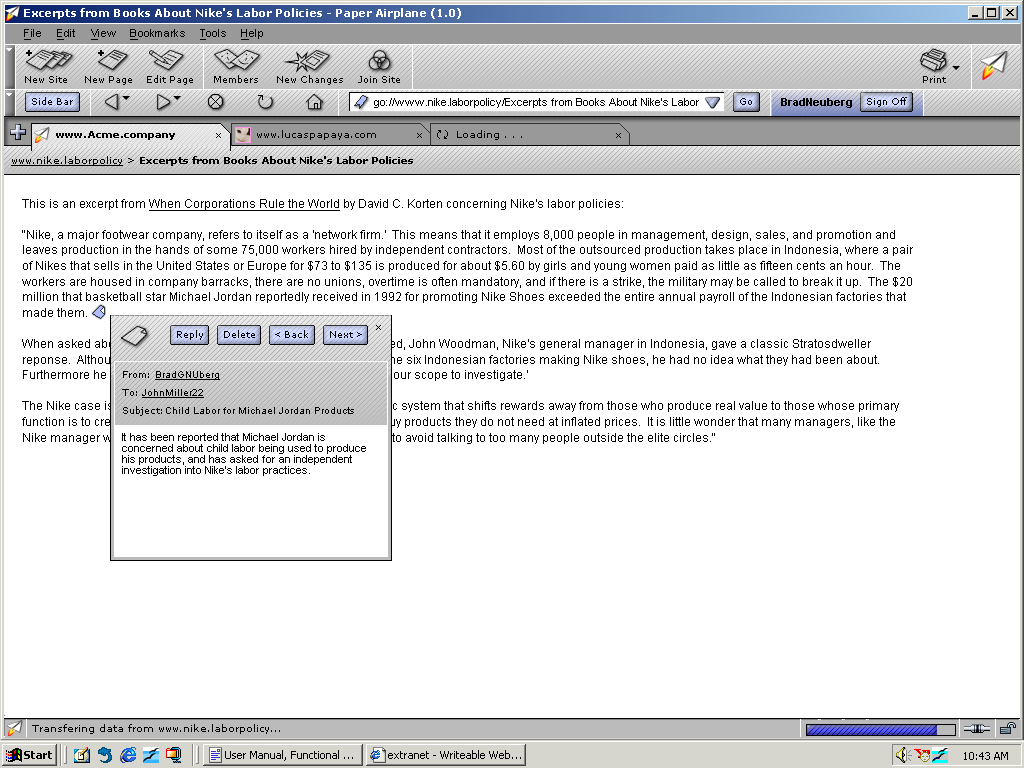 Excerpts from Books About Nike's Labor Policies - Paper Airplane (1.0)
File Edit View Bookmarks Tools Help
New Site New Page Edit Page Members New Changes Join Site Print
Side Bar go://www.nike.laborpolicy/Excerpts from Books About Nike's Labor Go BradNeuberg Sign Off
www.Acme.company x www.lucaspapaya.com x Loading . . . x
www.nike.laborpolicy > Excerpts from Books About Nike's Labor Policies
This is an excerpt from When Corporations Rule the World by David C. Korten concerning Nike's labor policies:
"Nike, a major footwear company, refers to itself as a 'network firm.' This means that it employs 8,000 people in management, design, sales, and promotion and
leaves production in the hands of some 75,000 workers hired by independent contractors. Most of the outsourced production takes place in Indonesia, where a pair
of Nikes that sells in the United States or Europe for $73 to $135 is produced for about $5.60 by girls and young women paid as little as fifteen cents an hour. The
workers are housed in company barracks, there are no unions, overtime is often mandatory, and if there is a strike, the military may be called to break it up. The $20
million that basketball star Michael Jordan reportedly received in 1992 for promoting Nike Shoes exceeded the entire annual payroll of the Indonesian factories that
made them.
When asked abo ed, John Woodman, Nike's general manager in Indonesia, gave a classic Stratosdweller
reponse. Althou he six Indonesian factories making Nike shoes, he had no idea what they had been about.
Furthermore he our scope to investigate.'
The Nike case is c system that shifts rewards away from those who produce real value to those whose primary
function is to cre uy products they do not need at inflated prices. It is little wonder that many managers, like the
Nike manager w to avoid talking to too many people outside the elite circles."
Reply Delete < Back Next > x
From: BradGNUberg
To: JohnMiller22
Subject: Child Labor for Michael Jordan Products
It has been reported that Michael Jordan is
concerned about child labor being used to produce
his products, and has asked for an independent
investigation into Nike's labor practices.
Transfering data from www.nike.laborpolicy...
Start User Manual, Functional ... extranet - Writeable Web... 10:43 AM